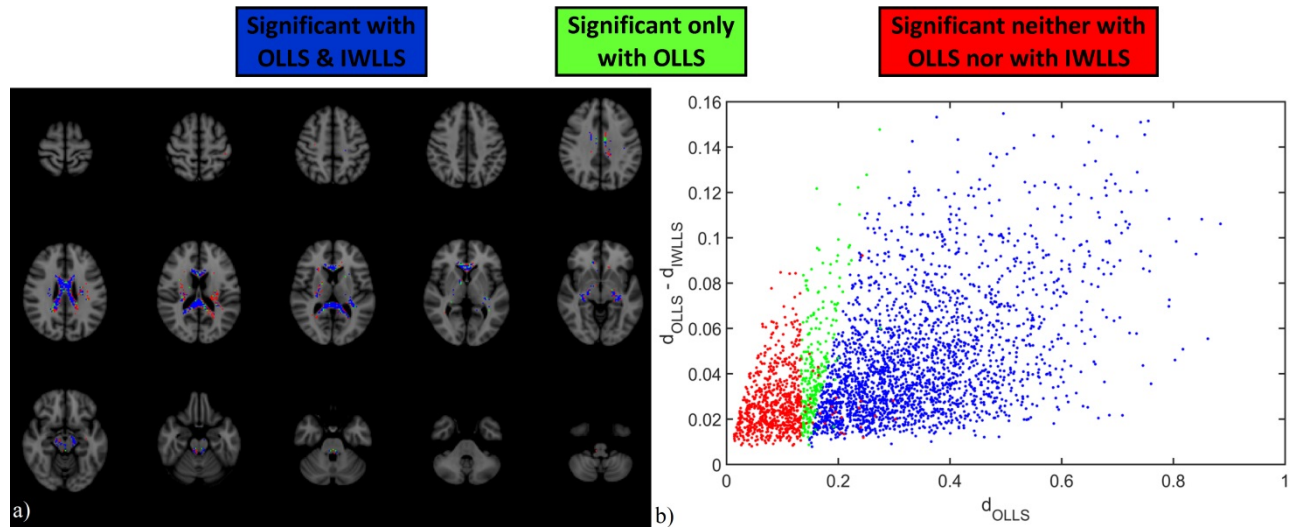 Significant with
OLLS & IWLLS
Significant only
with OLLS
Significant neither with
OLLS nor with IWLLS
a)
0.16
0.14
0.12
0.1
0.08
0.06
0.04
0.02
0
d_OLLS - d_IWLLS
0
0.2
0.4
0.6
0.8
1
d_OLLS
b)